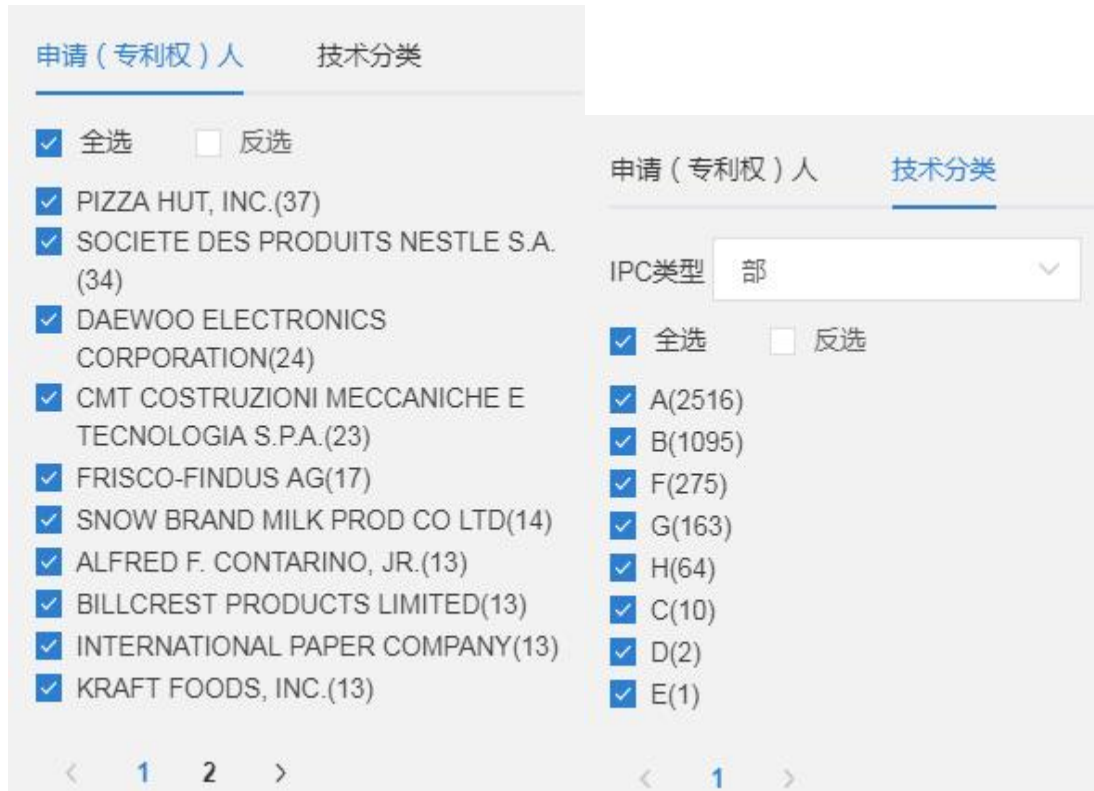 申请（专利权）人 技术分类
全选 反选
PIZZA HUT, INC.(37)
SOCIETE DES PRODUITS NESTLE S.A.
(34)
DAEWOO ELECTRONICS
CORPORATION(24)
CMT COSTRUZIONI MECCANICHE E
TECNOLOGIA S.P.A.(23)
FRISCO-FINDUS AG(17)
SNOW BRAND MILK PROD CO LTD(14)
ALFRED F. CONTARINO, JR.(13)
BILLCREST PRODUCTS LIMITED(13)
INTERNATIONAL PAPER COMPANY(13)
KRAFT FOODS, INC.(13)
< 1 2 >
申请（专利权）人 技术分类
IPC类型 部
全选 反选
A(2516)
B(1095)
F(275)
G(163)
H(64)
C(10)
D(2)
E(1)
< 1 >